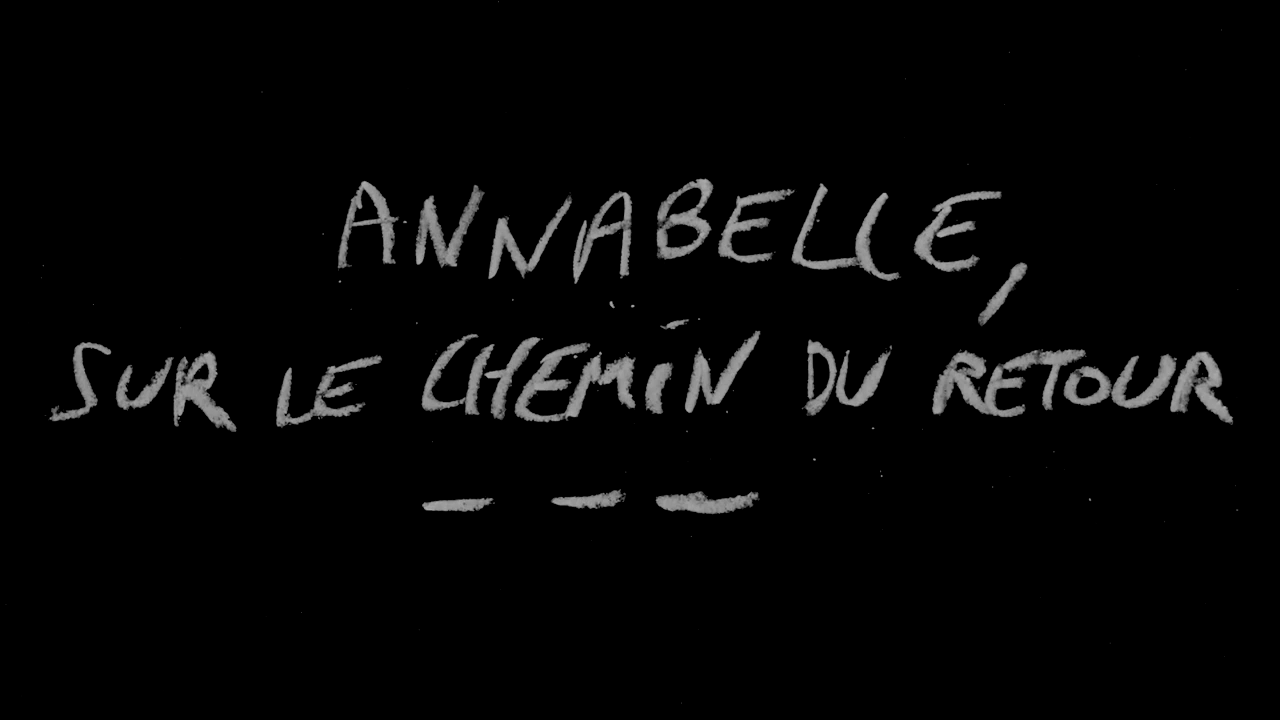 ANNABELLE,
SUR LE CHEMIN DU RETOUR
---